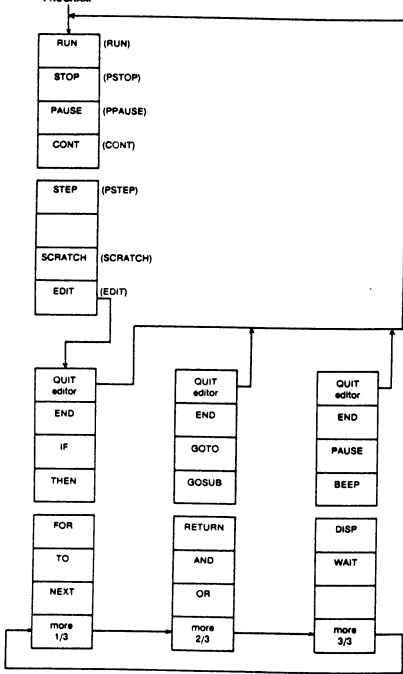 PROGRAM
RUN (RUN)
STOP (PSTOP)
PAUSE (PPAUSE)
CONT (CONT)
STEP (PSTEP)
SCRATCH (SCRATCH)
EDIT (EDIT)
QUIT
editor
END
IF
THEN
FOR
TO
NEXT
more
1/3
QUIT
editor
END
GOTO
GOSUB
RETURN
AND
OR
more
2/3
QUIT
editor
END
PAUSE
BEEP
DISP
WAIT
more
3/3